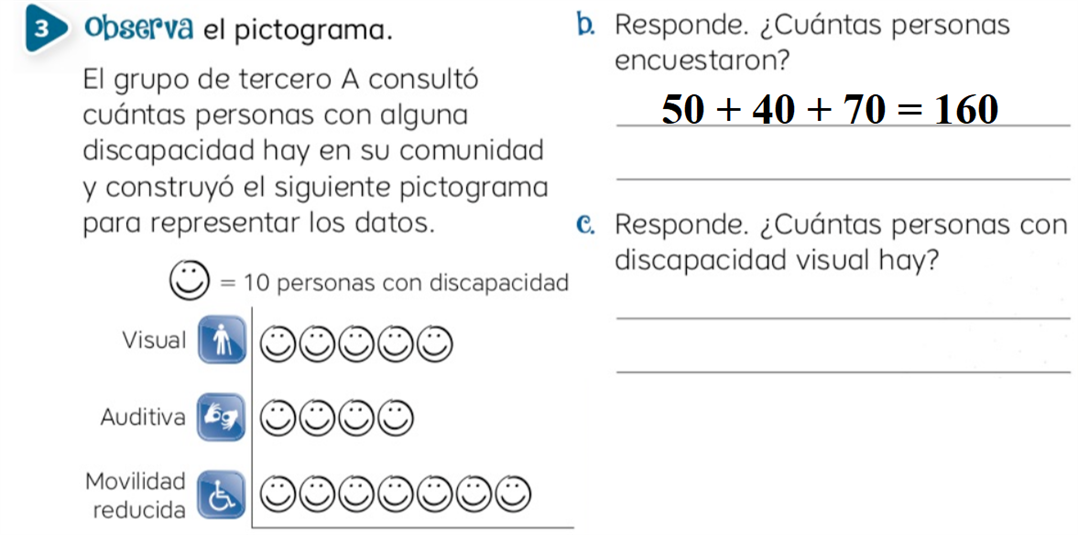 3 Observa el pictograma.
El grupo de tercero A consultó
cuántas personas con alguna
discapacidad hay en su comunidad
y construyó el siguiente pictograma
para representar los datos.
= 10 personas con discapacidad
Visual
Auditiva
Movilidad
reducida
b. Responde. ¿Cuántas personas
encuestaron?
50 + 40 + 70 = 160
c. Responde. ¿Cuántas personas con
discapacidad visual hay?